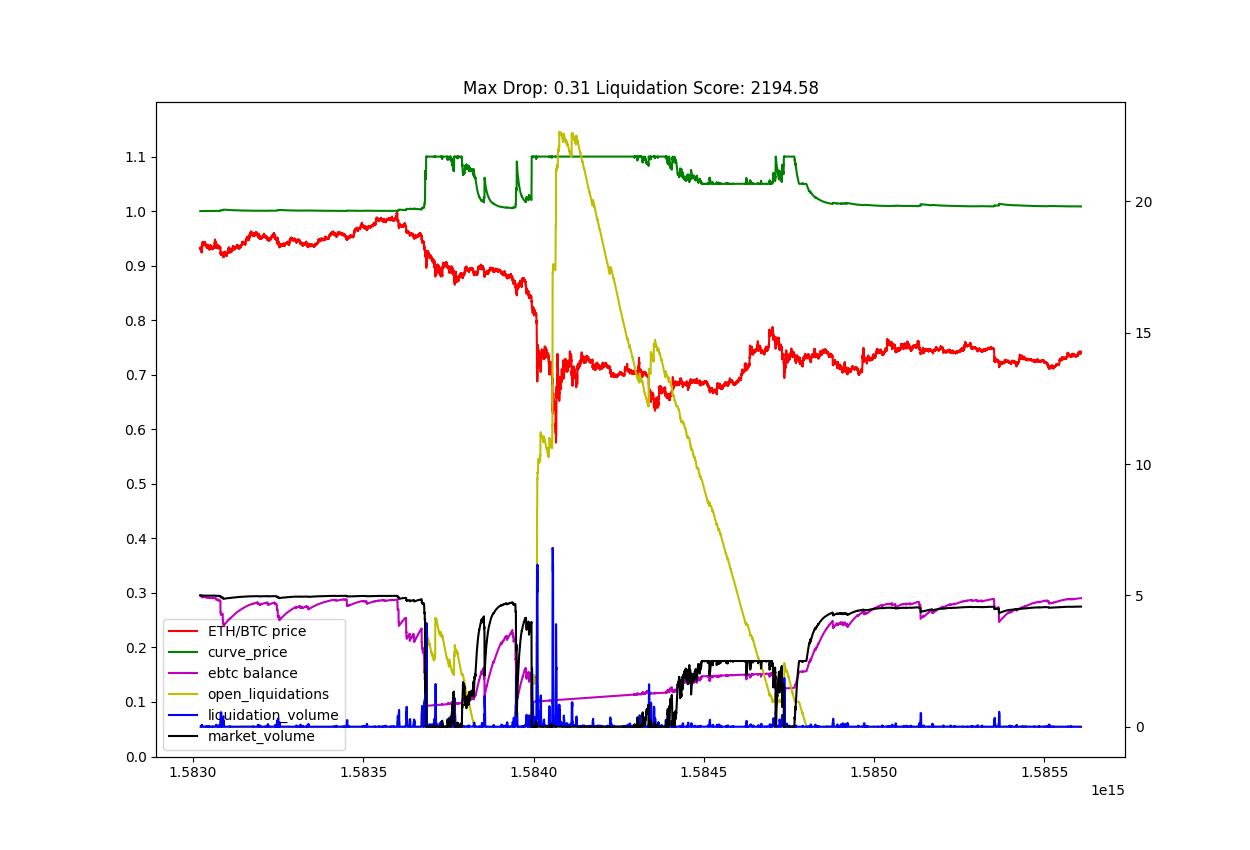 Max Drop: 0.31 Liquidation Score: 2194.58
1.1
1.0
0.9
0.8
0.7
0.6
0.5
0.4
0.3
0.2
0.1
0.0
20
15
10
5
0
ETH/BTC price
curve_price
ebtc balance
open_liquidations
liquidation_volume
market_volume
1.5830 1.5835 1.5840 1.5845 1.5850 1.5855
1e15